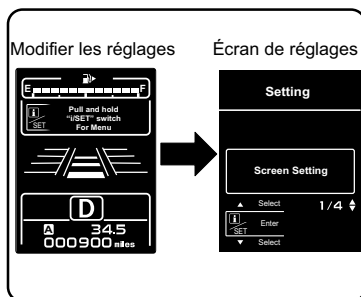 Modifier les réglages
Écran de réglages
E F
i
SET
Pull and hold
"i/SET" switch
For Menu
D
A 34.5
000900 miles
Setting
Screen Setting
▲ Select 1/4
i
SET
Enter
▼ Select